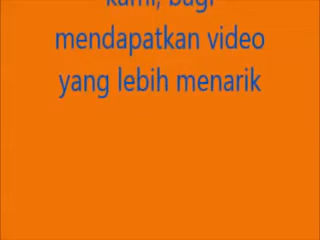 kami, bagi
mendapatkan video
yang lebih menarik